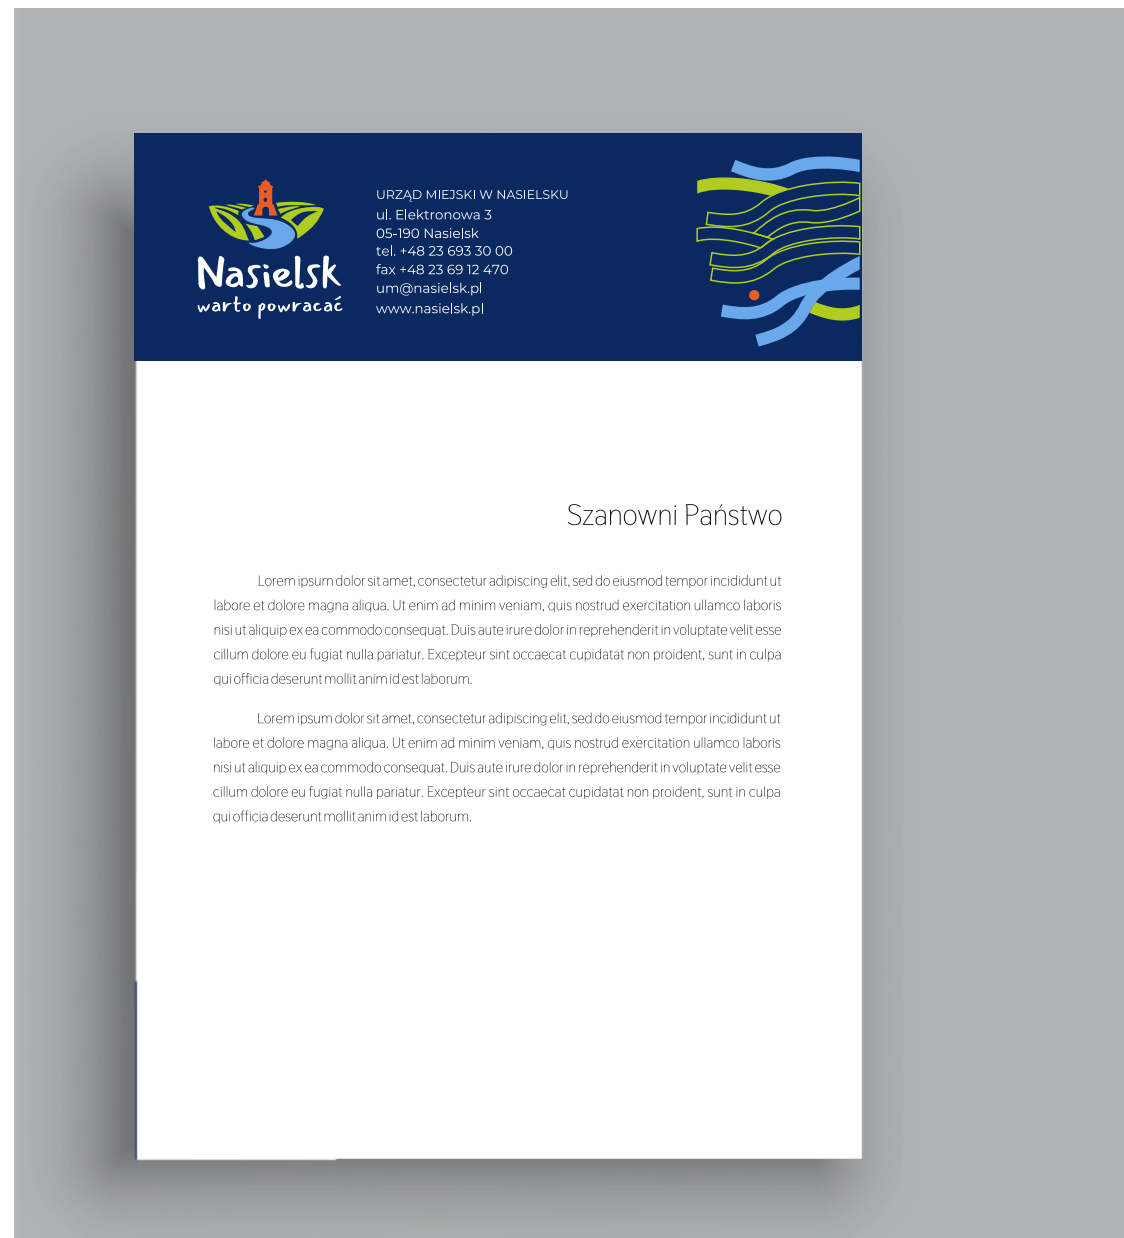 Nasielsk
warto powracać
URZĄD MIEJSKI W NASIELSKU
ul. Elektronowa 3
05-190 Nasielsk
tel. +48 23 693 30 00
fax +48 23 69 12 470
um@nasielsk.pl
www.nasielsk.pl
Szanowni Państwo
Lorem ipsum dolor sit amet, consectetur adipiscing elit, sed do eiusmod tempor incididunt ut
labore et dolore magna aliqua. Ut enim ad minim veniam, quis nostrud exercitation ullamco laboris
nisi ut aliquip ex ea commodo consequat. Duis aute irure dolor in reprehenderit in voluptate velit esse
cillum dolore eu fugiat nulla pariatur. Excepteur sint occaecat cupidatat non proident, sunt in culpa
qui officia deserunt mollit anim id est laborum.
Lorem ipsum dolor sit amet, consectetur adipiscing elit, sed do eiusmod tempor incididunt ut
labore et dolore magna aliqua. Ut enim ad minim veniam, quis nostrud exercitation ullamco laboris
nisi ut aliquip ex ea commodo consequat. Duis aute irure dolor in reprehenderit in voluptate velit esse
cillum dolore eu fugiat nulla pariatur. Excepteur sint occaecat cupidatat non proident, sunt in culpa
qui officia deserunt mollit anim id est laborum.